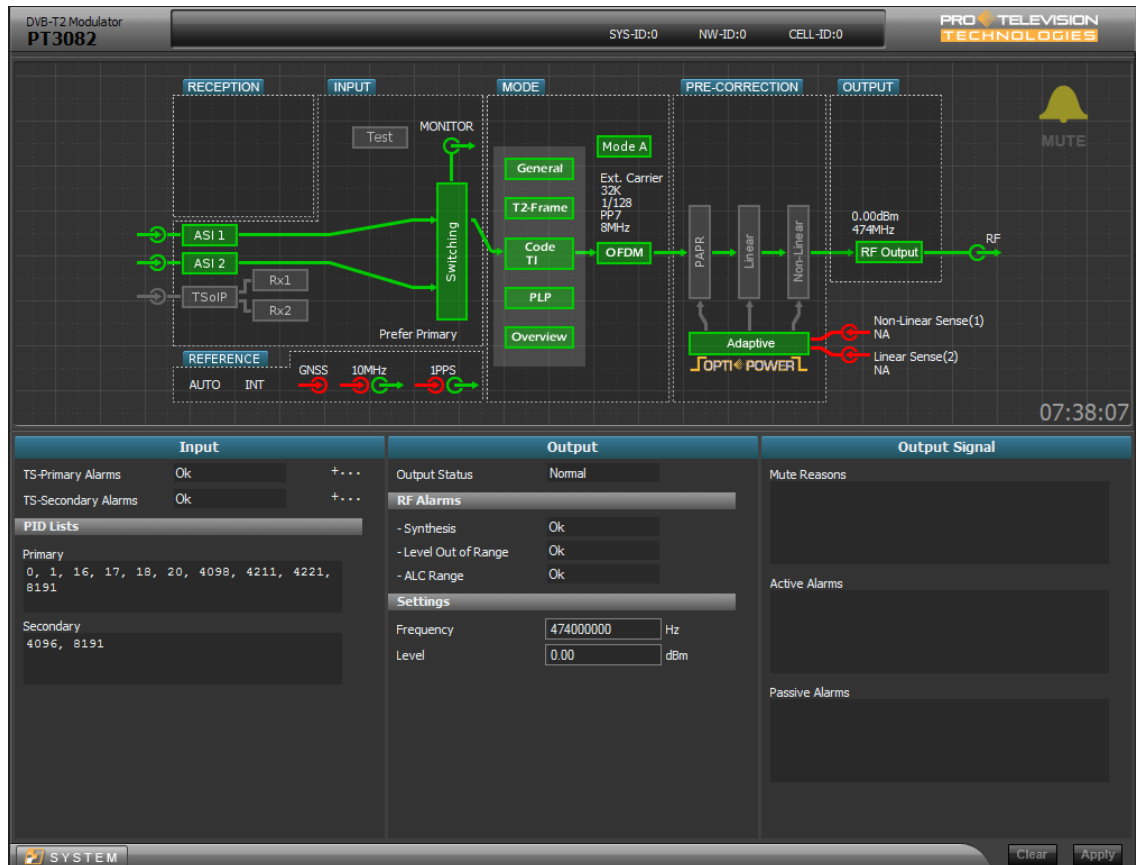 DVB-T2 Modulator
PT3082
SYS-ID:0 NW-ID:0 CELL-ID:0
PRO TELEVISION
TECHNOLOGIES
RECEPTION INPUT MODE PRE-CORRECTION OUTPUT
MUTE
Test
MONITOR
General
T2-Frame
Code
TI
PLP
Overview
Mode A
Ext. Carrier
32K
1/128
PP7
8MHz
OFDM
PAPR
Linear
Non-Linear
0.00dBm
474MHz
RF Output
RF
ASI 1
ASI 2
TSoIP
Rx1
Rx2
Switching
Prefer Primary
Adaptive
OPTI POWER
Non-Linear Sense(1)
NA
Linear Sense(2)
NA
REFERENCE
AUTO INT
GNSS 10MHz 1PPS
07:38:07
Input
TS-Primary Alarms Ok +...
TS-Secondary Alarms Ok +...
PID Lists
Primary
0, 1, 16, 17, 18, 20, 4098, 4211, 4221,
8191
Secondary
4096, 8191
Output
Output Status Normal
RF Alarms
- Synthesis Ok
- Level Out of Range Ok
- ALC Range Ok
Settings
Frequency 474000000 Hz
Level 0.00 dBm
Output Signal
Mute Reasons
Active Alarms
Passive Alarms
SYSTEM
Clear Apply